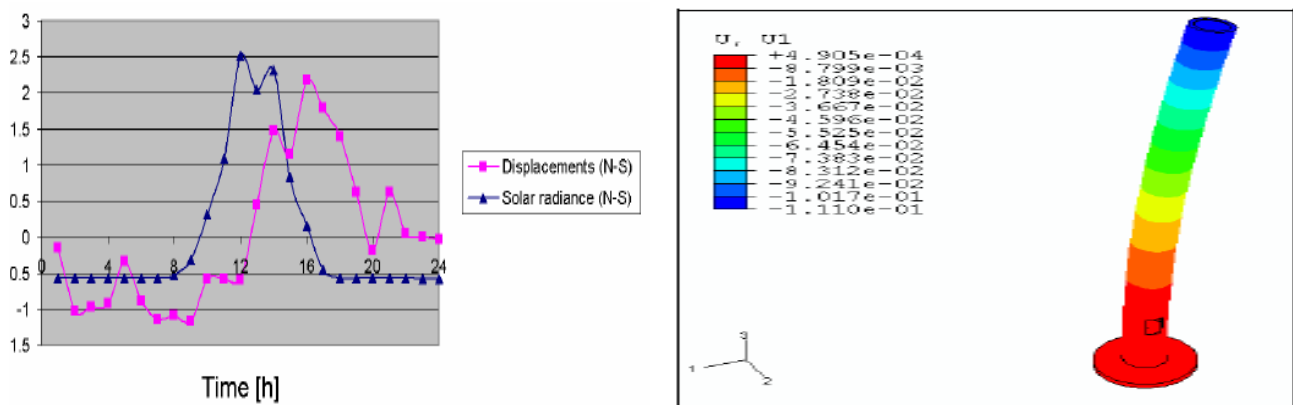 3
2.5
2
1.5
1
0.5
0
0.5
-1
1.5
0 4 8 12 16 20 24
Time [h]
Displacements (N-S)
Solar radiance (N-S)
U, U1
+4.905e-04
-8.799e-03
-1.809e-02
-2.738e-02
-3.667e-02
-4.596e-02
-5.525e-02
-6.454e-02
-7.383e-02
-8.312e-02
-9.241e-02
-1.017e-01
-1.110e-01
3
1
2